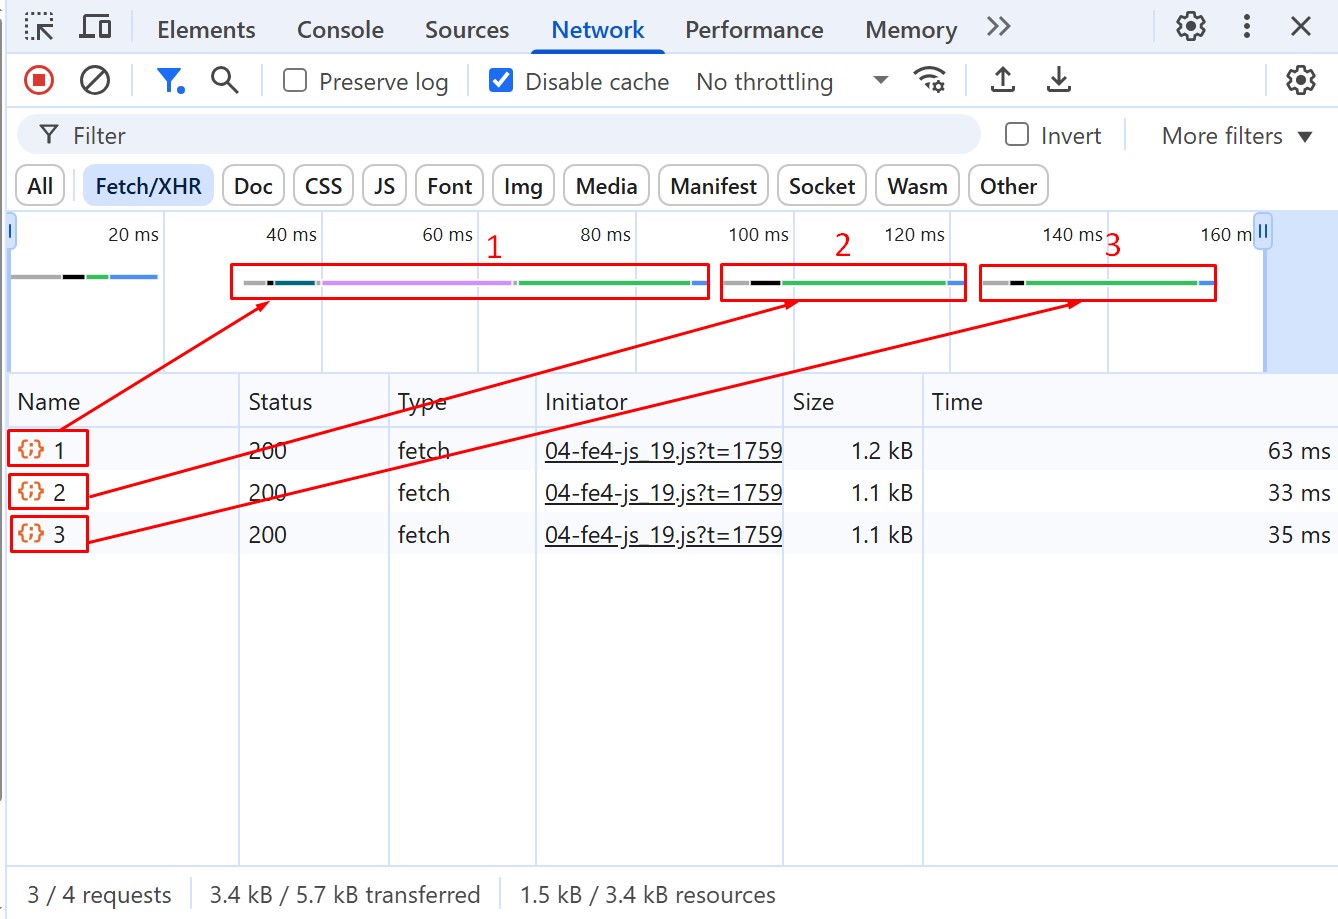 Elements Console Sources Network Performance Memory
Preserve log Disable cache No throttling
Filter Invert More filters
All Fetch/XHR Doc CSS JS Font Img Media Manifest Socket Wasm Other
20 ms 40 ms 60 ms 80 ms 100 ms 120 ms 140 ms 160 m
1 2 3
Name Status Type Initiator Size Time
1 200 fetch 04-fe4-js_19.js?t=1759 1.2 kB 63 ms
2 200 fetch 04-fe4-js_19.js?t=1759 1.1 kB 33 ms
3 200 fetch 04-fe4-js_19.js?t=1759 1.1 kB 35 ms
3 / 4 requests 3.4 kB / 5.7 kB transferred 1.5 kB / 3.4 kB resources